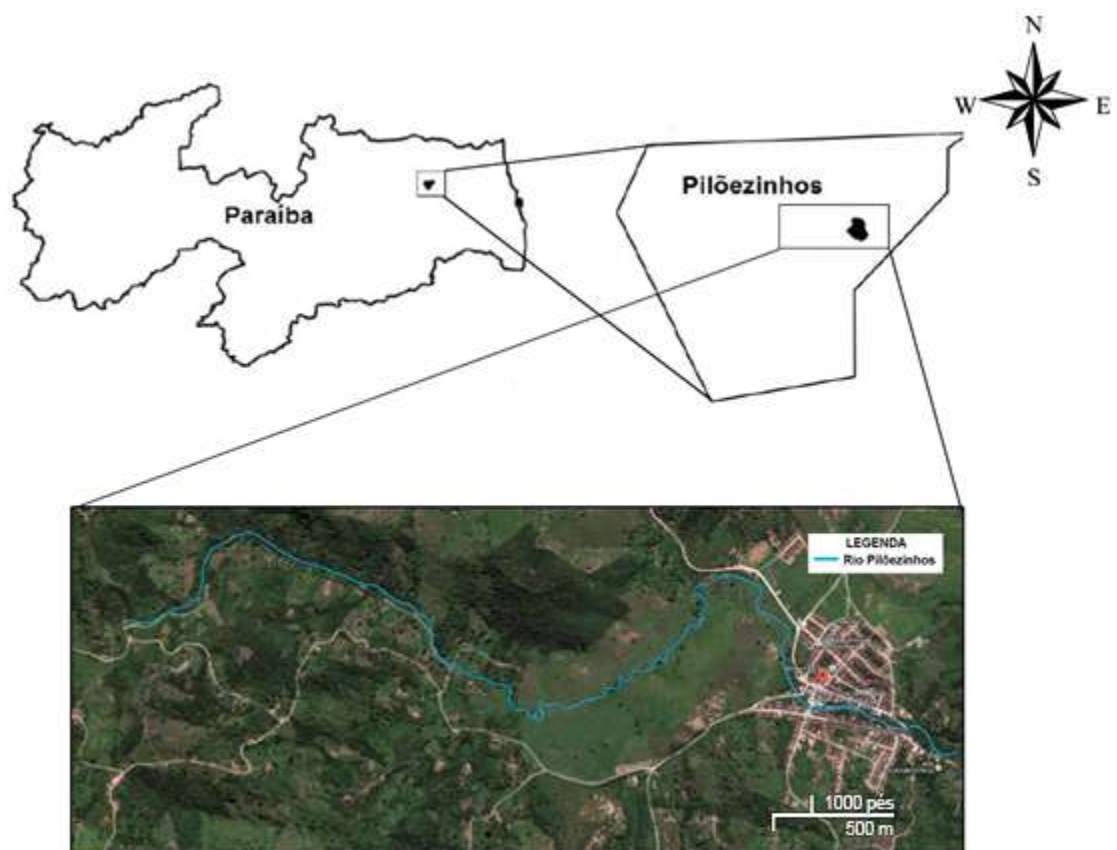 N
W
E
S
Pilõezinhos
Paraíba
LEGENDA
Rio Pilõezinhos
1000 pés
500 m